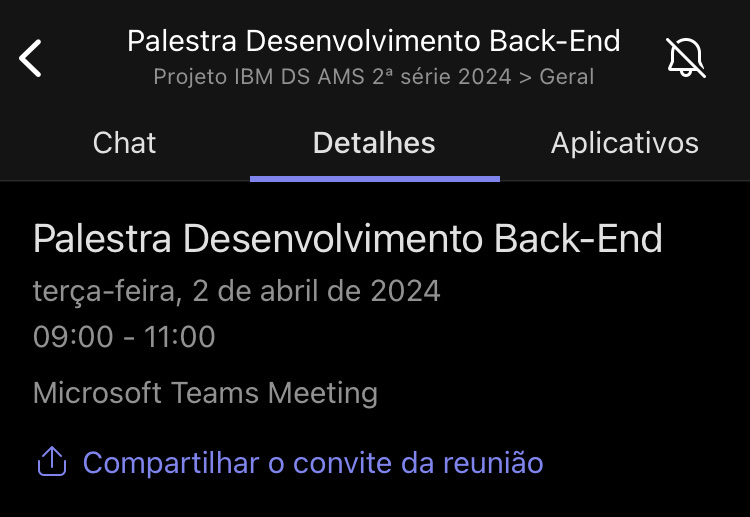 Palestra Desenvolvimento Back-End
Projeto IBM DS AMS 2ª série 2024 > Geral
Chat Detalhes Aplicativos
Palestra Desenvolvimento Back-End
terça-feira, 2 de abril de 2024
09:00 - 11:00
Microsoft Teams Meeting
Compartilhar o convite da reunião